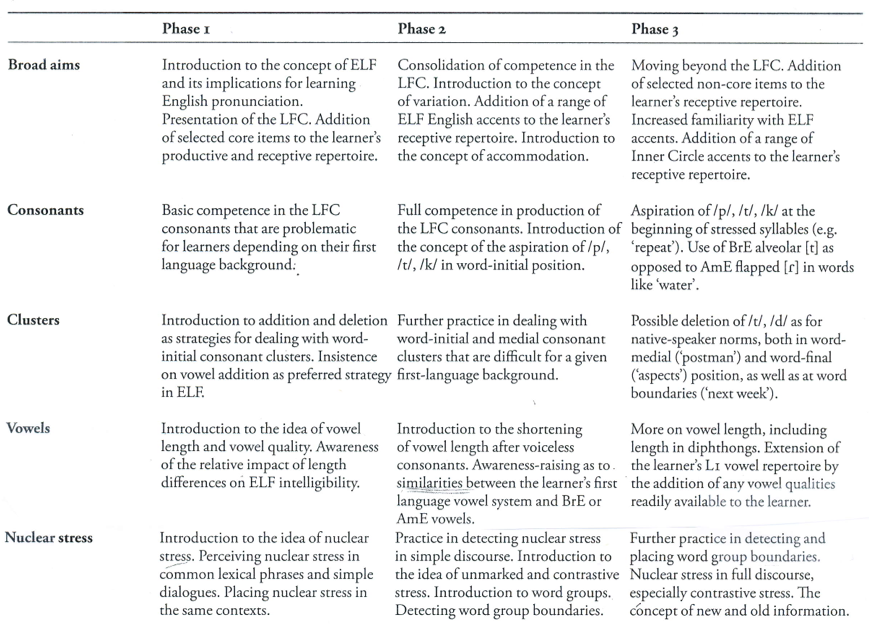 Phase 1
Phase 2
Phase 3
Broad aims
Introduction to the concept of ELF
and its implications for learning
English pronunciation.
Presentation of the LFC. Addition
of selected core items to the learner's
productive and receptive repertoire.
Consolidation of competence in the
LFC. Introduction to the concept
of variation. Addition of a range of
ELF English accents to the learner's
receptive repertoire. Introduction to
the concept of accommodation.
Moving beyond the LFC. Addition
of selected non-core items to the
learner's receptive repertoire.
Increased familiarity with ELF
accents. Addition of a range of
Inner Circle accents to the learner's
receptive repertoire.
Consonants
Basic competence in the LFC
consonants that are problematic
for learners depending on their first
language background.
Full competence in production of
the LFC consonants. Introduction of
the concept of the aspiration of /p/,
/t/, /k/ in word-initial position.
Aspiration of /p/, /t/, /k/ at the
beginning of stressed syllables (e.g.
'repeat'). Use of BrE alveolar [t] as
opposed to AmE flapped [ɾ] in words
like 'water'.
Clusters
Introduction to addition and deletion
as strategies for dealing with word-
initial consonant clusters. Insistence
on vowel addition as preferred strategy
in ELF.
Further practice in dealing with
word-initial and medial consonant
clusters that are difficult for a given
first-language background.
Possible deletion of /t/, /d/ as for
native-speaker norms, both in word-
medial ('postman') and word-final
('aspects') position, as well as at word
boundaries ('next week').
Vowels
Introduction to the idea of vowel
length and vowel quality. Awareness
of the relative impact of length
differences on ELF intelligibility.
Introduction to the shortening
of vowel length after voiceless
consonants. Awareness-raising as to
similarities between the learner's first
language vowel system and BrE or
AmE vowels.
More on vowel length, including
length in diphthongs. Extension of
the learner's L1 vowel repertoire by
the addition of any vowel qualities
readily available to the learner.
Nuclear stress
Introduction to the idea of nuclear
stress. Perceiving nuclear stress in
common lexical phrases and simple
dialogues. Placing nuclear stress in
the same contexts.
Practice in detecting nuclear stress
in simple discourse. Introduction to
the idea of unmarked and contrastive
stress. Introduction to word groups.
Detecting word group boundaries.
Further practice in detecting and
placing word group boundaries.
Nuclear stress in full discourse,
especially contrastive stress. The
concept of new and old information.